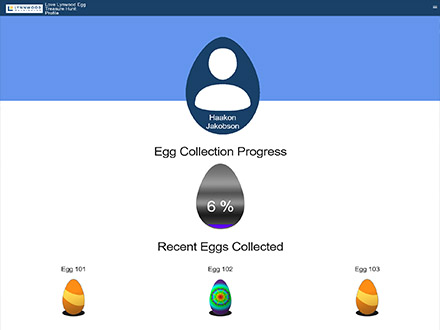 LYNNWOOD
Love Lynwood Egg
Treasure Hunt
Profile
Haakon
Jakobson
Egg Collection Progress
6 %
Recent Eggs Collected
Egg 101
Egg 102
Egg 103